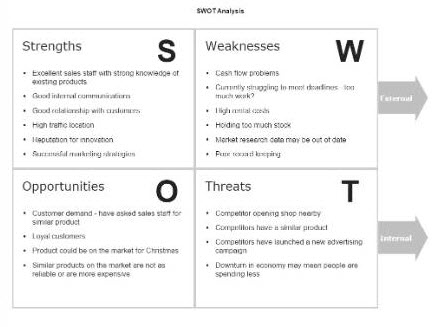 SWOT Analysis
Strengths
S
Excellent sales staff with strong knowledge of
existing products
Good internal communications
Good relationship with customers
High traffic location
Reputation for innovation
Successful marketing strategies
Weaknesses
W
Cash flow problems
Currently struggling to meet deadlines - too
much work?
High rental costs
Holding too much stock
Market research data may be out of date
Poor record keeping
External
Opportunities
O
Customer demand - have asked sales staff for
similar product
Loyal customers
Product could be on the market for Christmas
Similar products on the market are not as
reliable or are more expensive
Threats
T
Competitor opening shop nearby
Competitors have a similar product
Competitors have launched a new advertising
campaign
Downturn in economy may mean people are
spending less
Internal